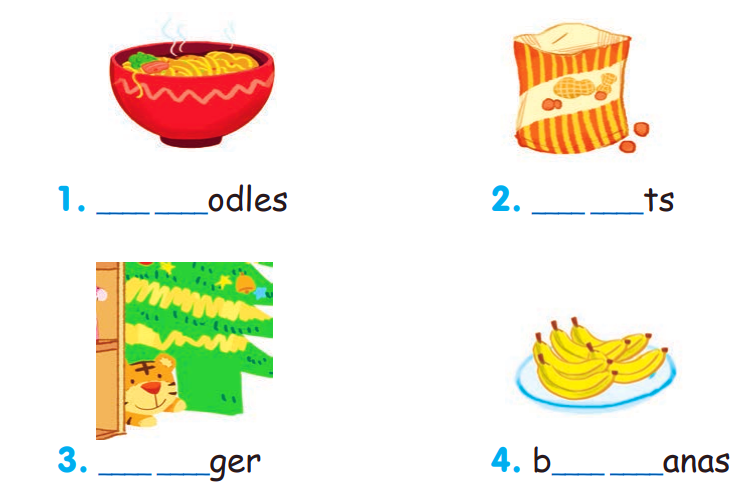 1. ___ ___odles
2. ___ ___ts
3. ___ ___ger
4. b___ ___anas